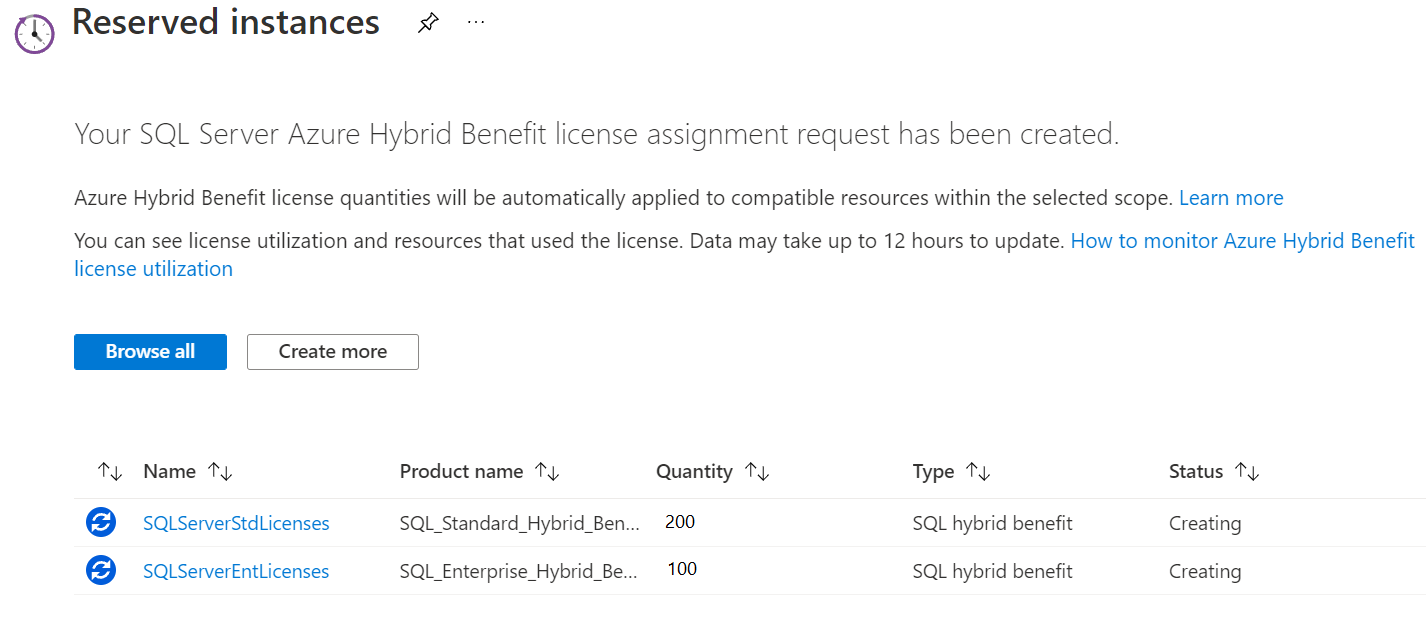 Reserved instances
Your SQL Server Azure Hybrid Benefit license assignment request has been created.
Azure Hybrid Benefit license quantities will be automatically applied to compatible resources within the selected scope. Learn more
You can see license utilization and resources that used the license. Data may take up to 12 hours to update. How to monitor Azure Hybrid Benefit
license utilization
Browse all Create more
Name Product name Quantity Type Status
SQLServerStdLicenses SQL_Standard_Hybrid_Ben... 200 SQL hybrid benefit Creating
SQLServerEntLicenses SQL_Enterprise_Hybrid_Be... 100 SQL hybrid benefit Creating